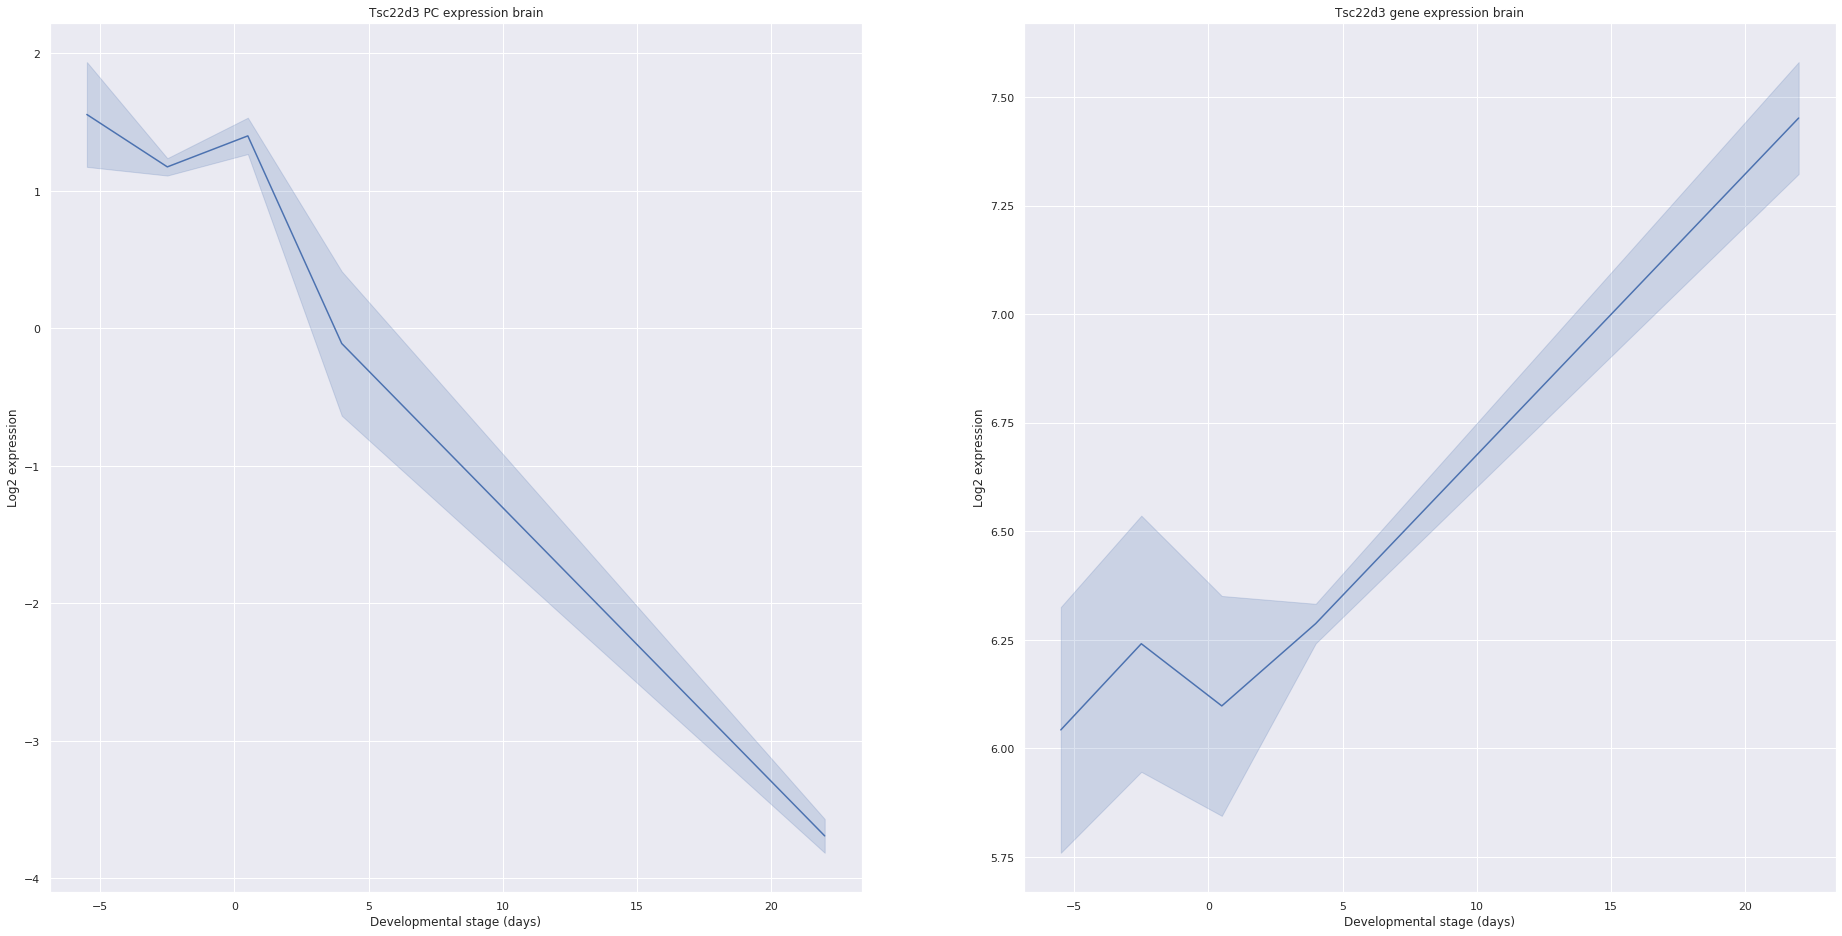 Tsc22d3 PC expression brain
2
1
0
−1
−2
−3
−4
Log2 expression
−5 0 5 10 15 20
Developmental stage (days)
Tsc22d3 gene expression brain
7.50
7.25
7.00
6.75
6.50
6.25
6.00
5.75
Log2 expression
−5 0 5 10 15 20
Developmental stage (days)